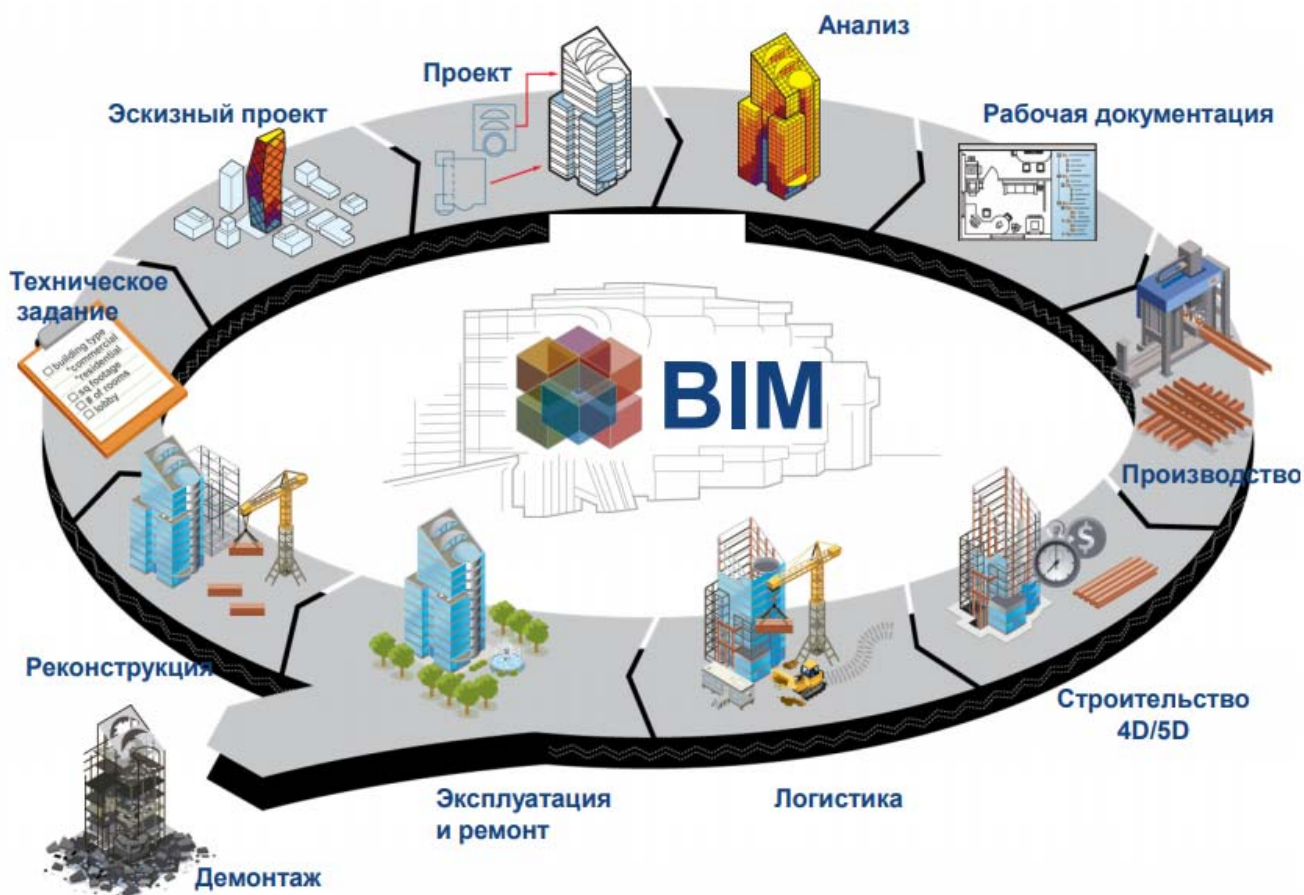 Анализ
Проект
Эскизный проект
Рабочая документация
Техническое
задание
building type
*commercial
*residential
sq footage
# of rooms
lobby
BIM
Производство
Реконструкция
Строительство
4D/5D
Эксплуатация
и ремонт
Логистика
Демонтаж
$